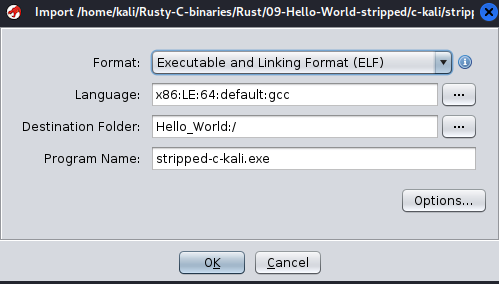 Import /home/kali/Rusty-C-binaries/Rust/09-Hello-World-stripped/c-kali/stripp
Format: Executable and Linking Format (ELF)
Language: x86:LE:64:default:gcc ...
Destination Folder: Hello_World:/ ...
Program Name: stripped-c-kali.exe
Options...
OK Cancel